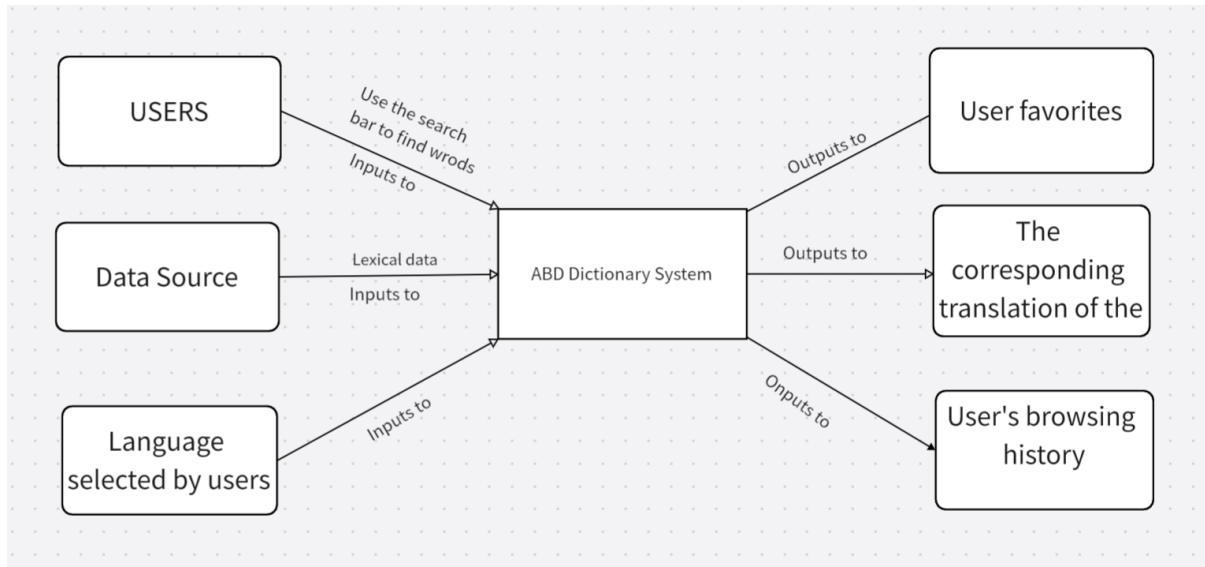 USERS
Use the search
bar to find wrods
Inputs to
Data Source
Lexical data
Inputs to
Language
selected by users
Inputs to
ABD Dictionary System
Outputs to
User favorites
Outputs to
The
corresponding
translation of the
Onputs to
User's browsing
history